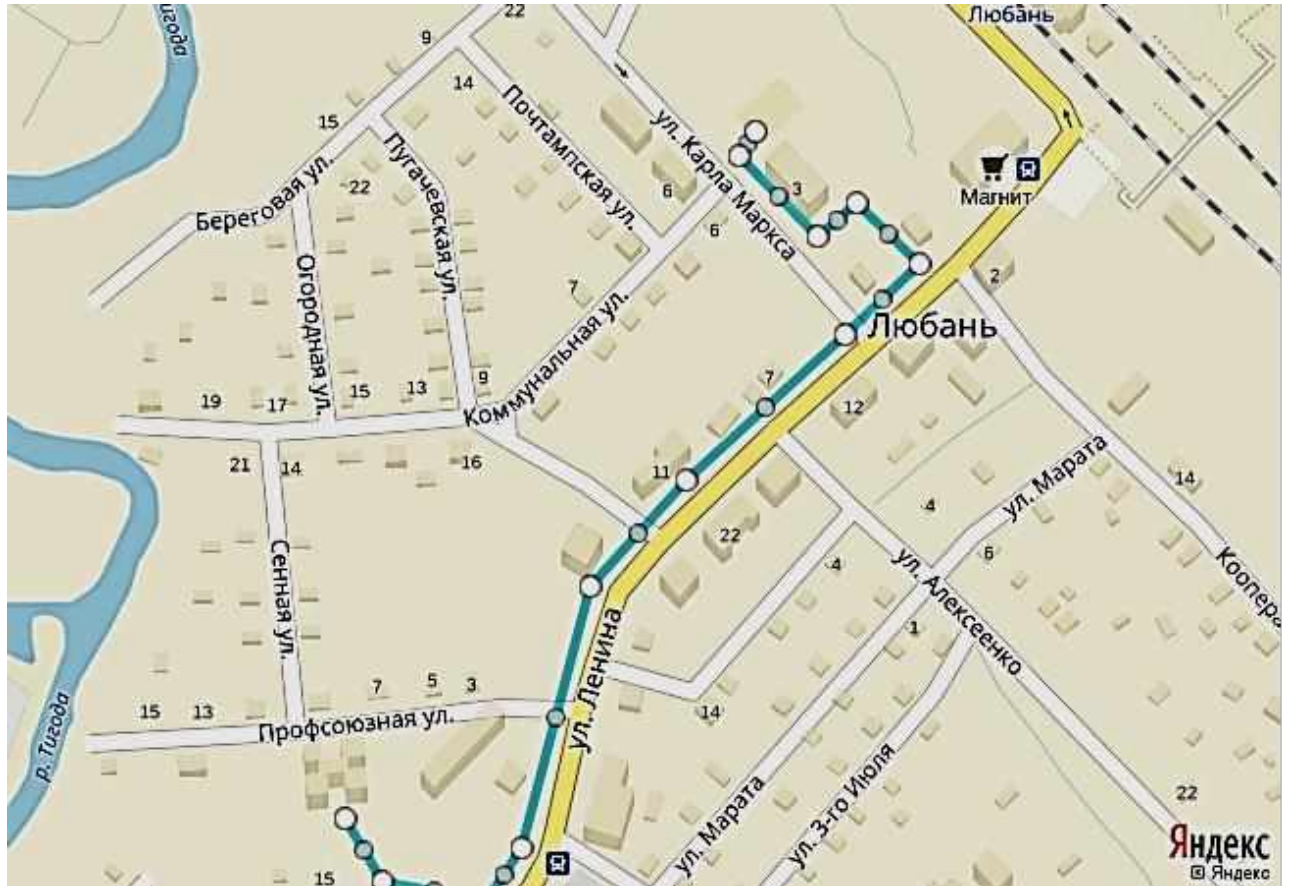 Тигода
22
Любань
9
14
Почтампская ул.
ул. Карла Маркса
15
Пугачевская ул.
Магнит
Береговая ул.
22
6
3
6
Огородная ул.
7
2
Коммунальная ул.
Любань
19
17
15
13
9
7
12
21
14
16
11
ул. Марата
14
4
22
Сенная ул.
4
ул. Алексеенко
6
Коопера
1
ул. Ленина
7
5
3
15
13
Профсоюзная ул.
14
р. Тигода
ул. Марата
ул. 3-го Июля
22
15
Яндекс
© Яндекс